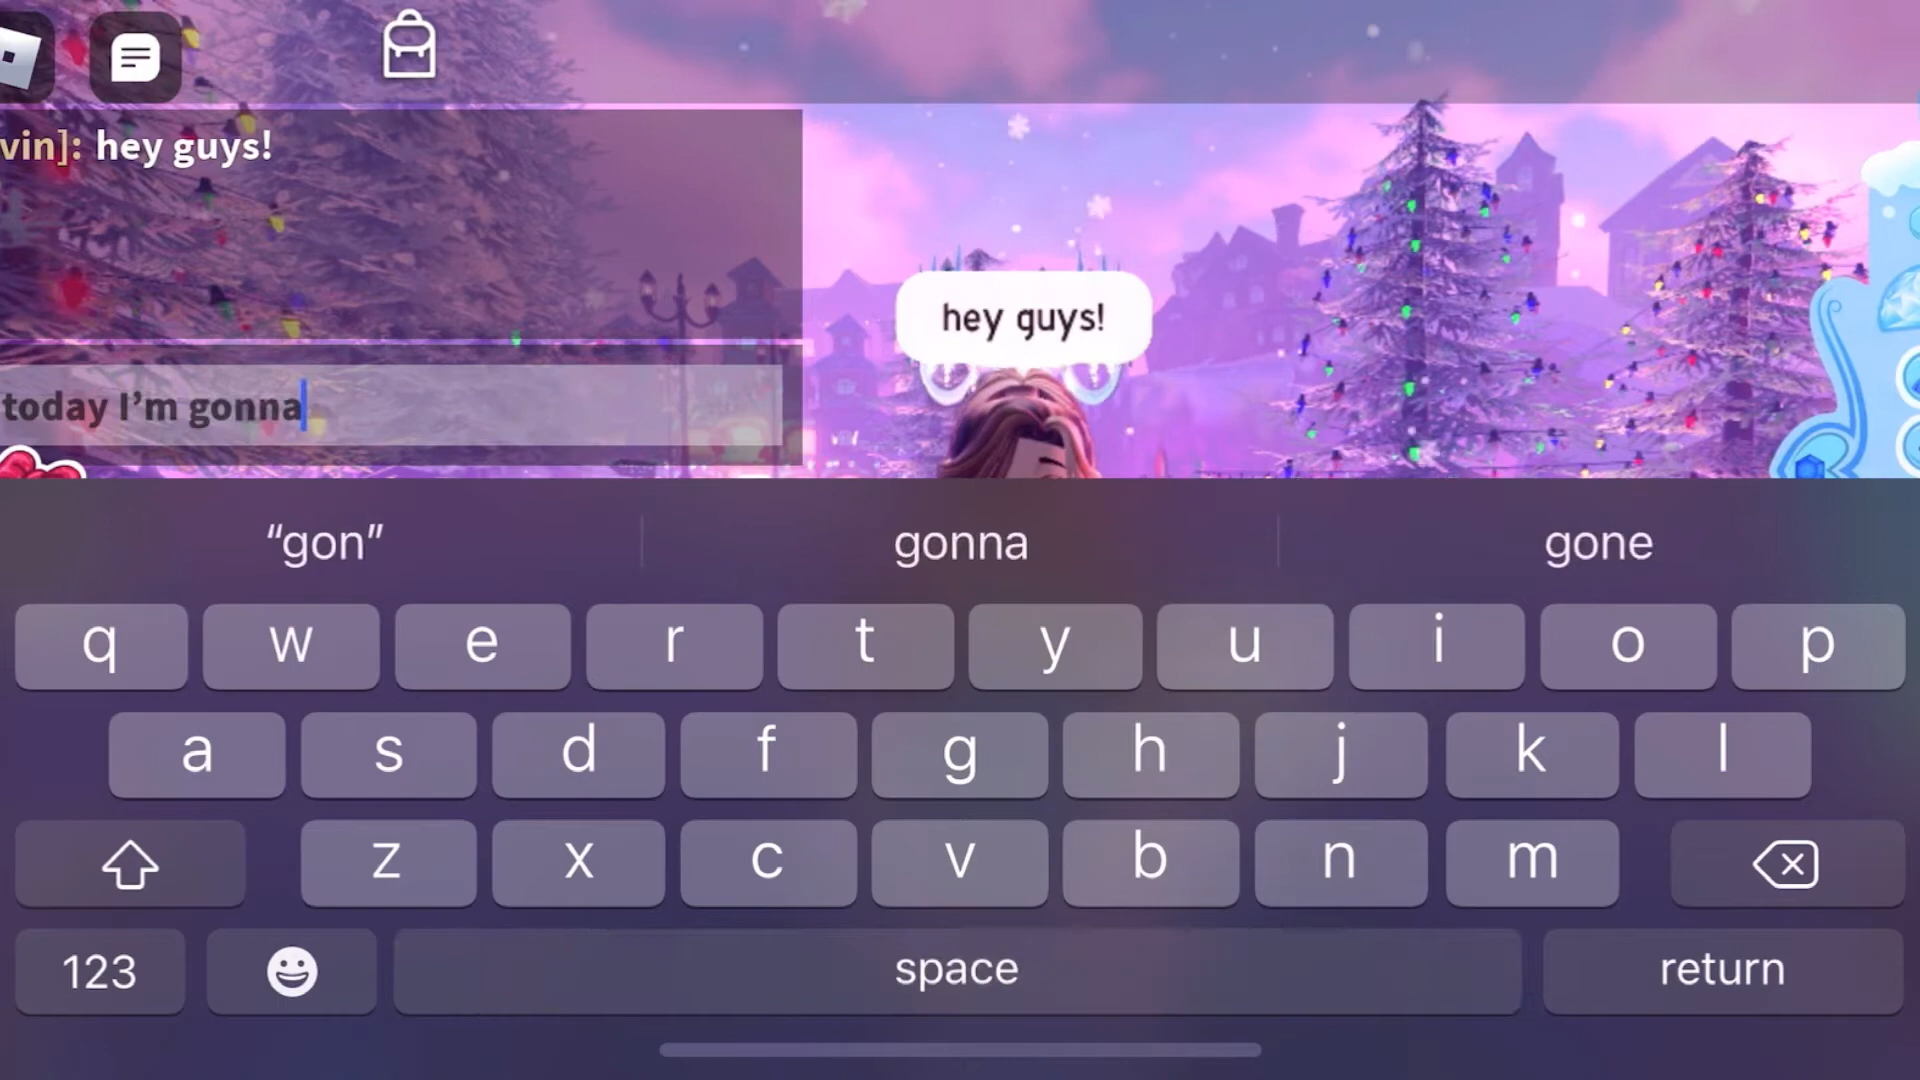 vin]: hey guys!
hey guys!
today I’m gonna
“gon” gonna gone
q w e r t y u i o p
a s d f g h j k l
z x c v b n m
123 space return